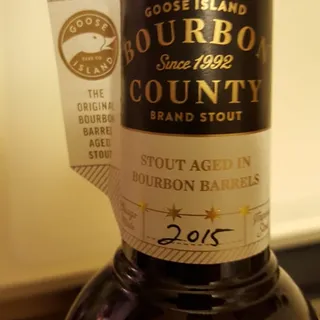 GOOSE
ISLAND
THE
ORIGINAL
BOURBON
BARREL
AGED
STOUT
GOOSE ISLAND
BOURBON
Since 1992
COUNTY
BRAND STOUT
STOUT AGED IN
BOURBON BARRELS
2015